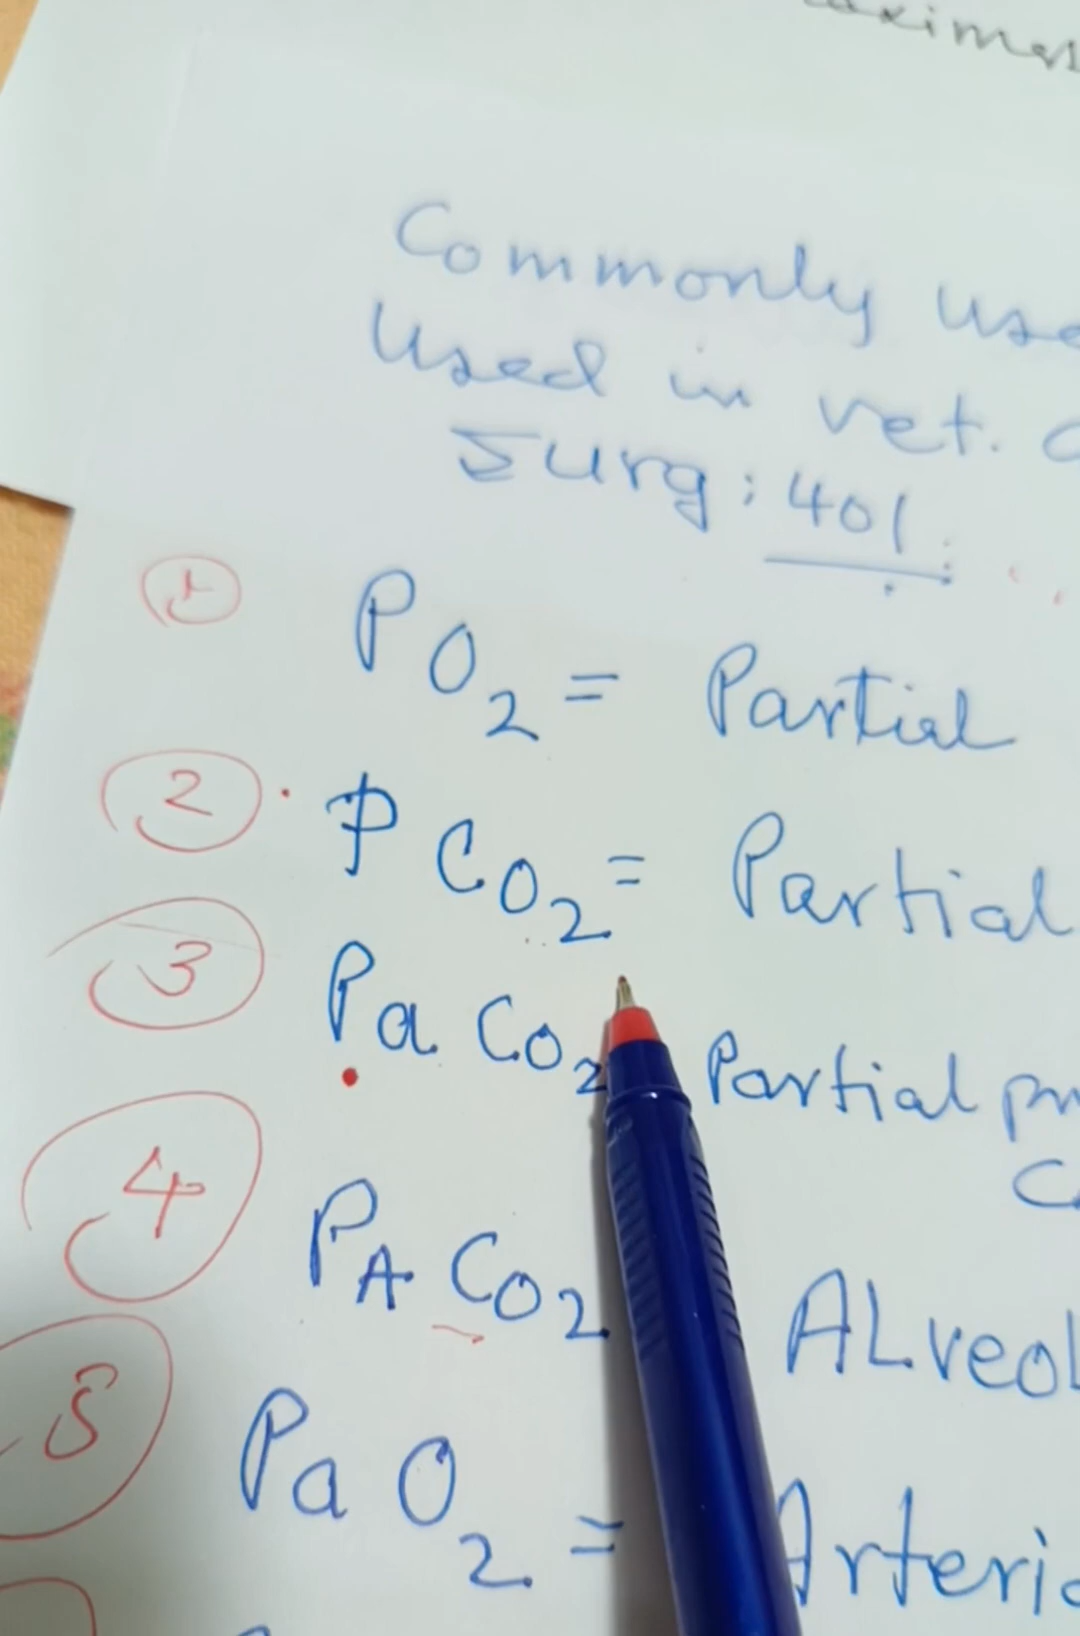 Commonly use
Used in vet.
Surg: 401
1 PO2 = Partial
2 PCO2 = Partial
3 PaCO2 Partial pr
4 PACO2 ALveol
5 PaO2 = Arteri